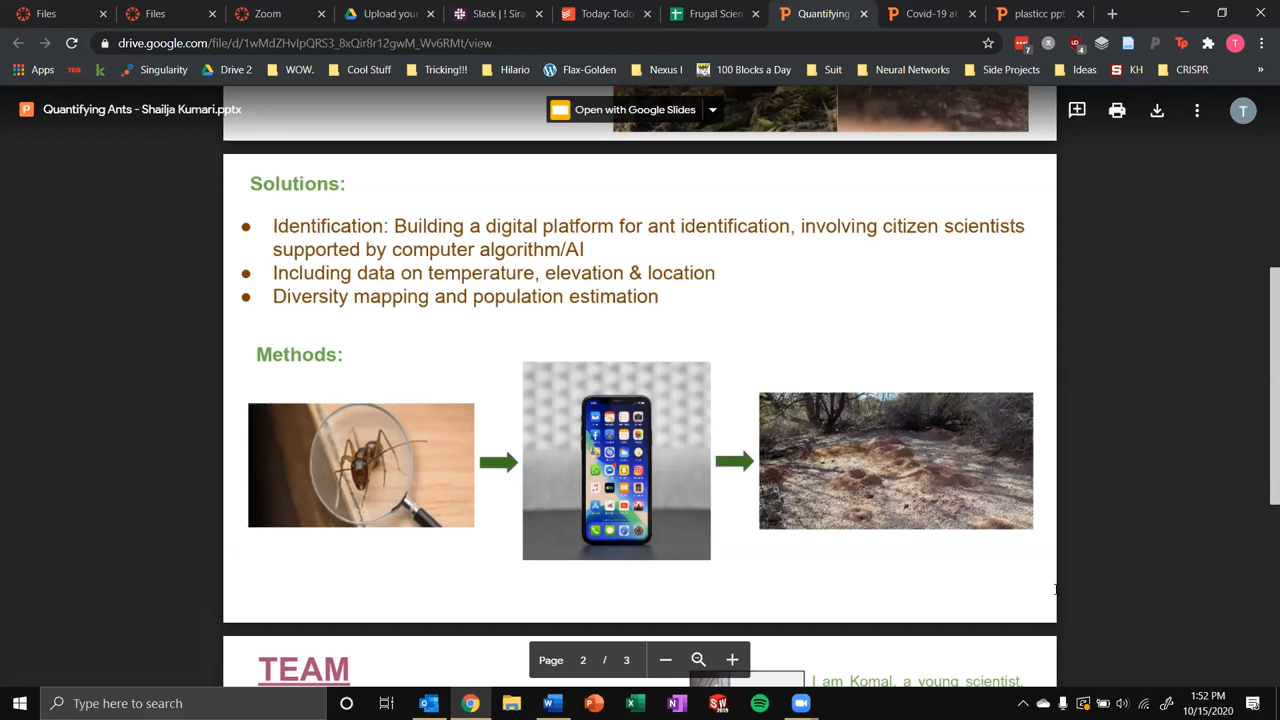 Files
Files
Zoom
Upload you
Slack | ! Sira
Today: Todo
Frugal Scien
Quantifying
Covid-19 at
plasticc ppt
drive.google.com/file/d/1wMdZHvIpQRS3_8xQir8r12gwM_Wv6RMt/view
Apps
TED
Singularity
Drive 2
WOW.
Cool Stuff
Tricking!!!
Hilario
Nexus I
Flax-Golden
100 Blocks a Day
Suit
Neural Networks
Side Projects
Ideas
KH
CRISPR
»
Quantifying Ants - Shailja Kumari.pptx
Open with Google Slides
T
Solutions:
● Identification: Building a digital platform for ant identification, involving citizen scientists
supported by computer algorithm/AI
● Including data on temperature, elevation & location
● Diversity mapping and population estimation
Methods:
TEAM
I am Komal, a young scientist,
Page 2 / 3
Type here to search
1:52 PM
10/15/2020